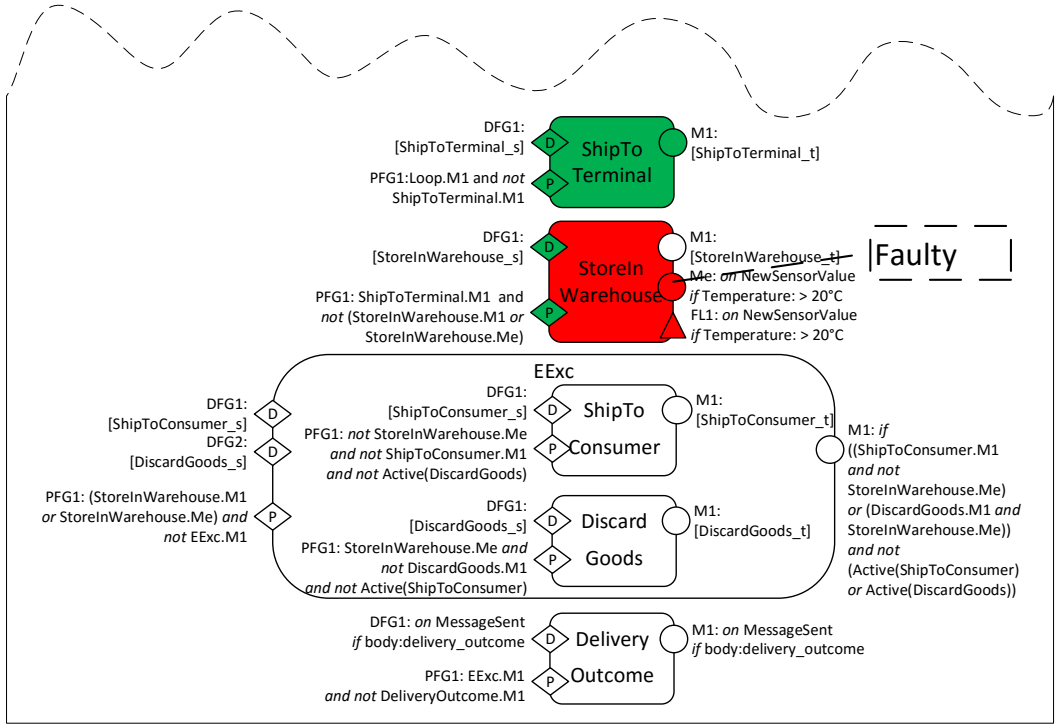 DFG1:
[ShipToTerminal_s]
D
PFG1:Loop.M1 and not
ShipToTerminal.M1
P
ShipTo
Terminal
M1:
[ShipToTerminal_t]
DFG1:
[StoreInWarehouse_s]
D
PFG1: ShipToTerminal.M1 and
not (StoreInWarehouse.M1 or
StoreInWarehouse.Me)
P
StoreIn
Warehouse
M1:
[StoreInWarehouse_t]
Me: on NewSensorValue
if Temperature: > 20°C
FL1: on NewSensorValue
if Temperature: > 20°C
Faulty
EExc
DFG1:
[ShipToConsumer_s]
D
DFG2:
[DiscardGoods_s]
D
PFG1: (StoreInWarehouse.M1
or StoreInWarehouse.Me) and
not EExc.M1
P
DFG1:
[ShipToConsumer_s]
D
PFG1: not StoreInWarehouse.Me
and not ShipToConsumer.M1
and not Active(DiscardGoods)
P
ShipTo
Consumer
M1:
[ShipToConsumer_t]
DFG1:
[DiscardGoods_s]
D
PFG1: StoreInWarehouse.Me and
not DiscardGoods.M1
and not Active(ShipToConsumer)
P
Discard
Goods
M1:
[DiscardGoods_t]
M1: if
((ShipToConsumer.M1
and not
StoreInWarehouse.Me)
or (DiscardGoods.M1 and
StoreInWarehouse.Me))
and not
(Active(ShipToConsumer)
or Active(DiscardGoods))
DFG1: on MessageSent
if body:delivery_outcome
D
PFG1: EExc.M1
and not DeliveryOutcome.M1
P
Delivery
Outcome
M1: on MessageSent
if body:delivery_outcome